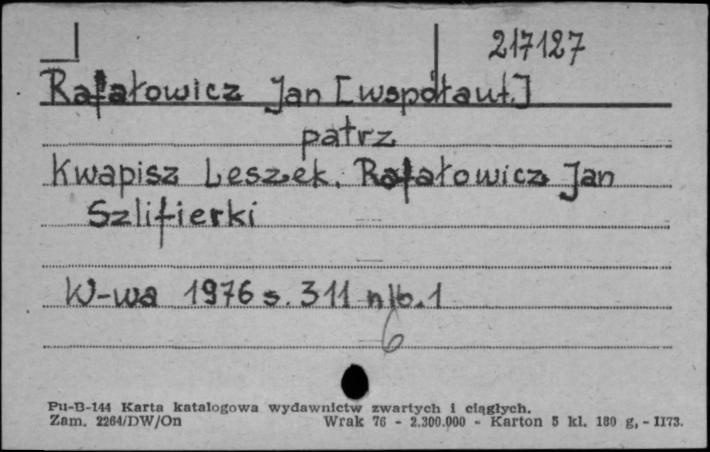 217127
Rafałowicz Jan [współaut.]
patrz
Kwapisz Leszek, Rafałowicz Jan
Szlifierki
W-wa 1976 s. 311 nlb. 1
6
Pu-B-144 Karta katalogowa wydawnictw zwartych i ciągłych.
Zam. 2264/DW/On Wrak 76 - 2.300.000 - Karton 5 kl. 180 g, - II73.